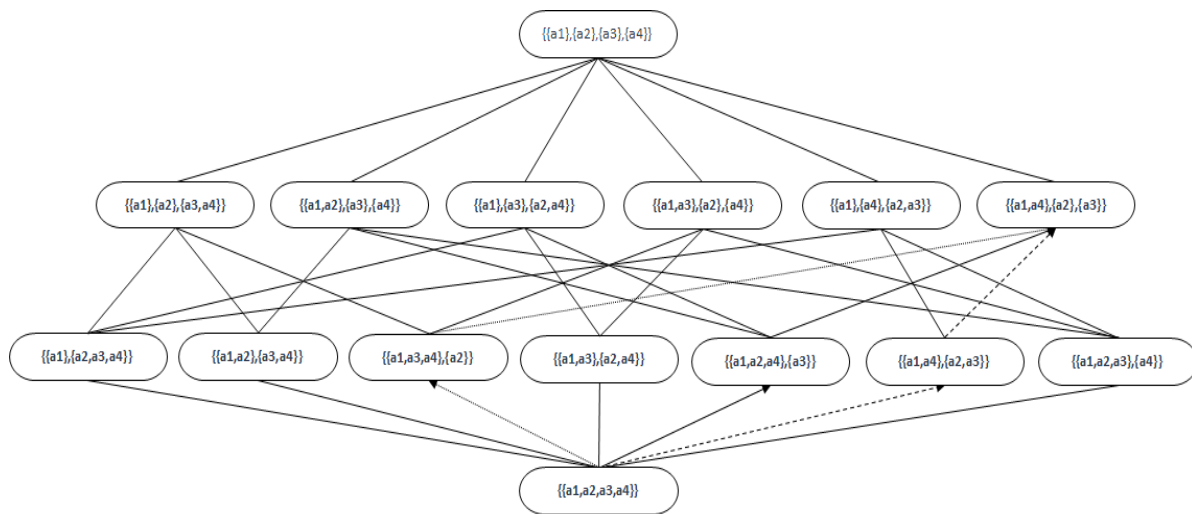 {{a1},{a2},{a3},{a4}}
{{a1},{a2},{a3,a4}}
{{a1,a2},{a3},{a4}}
{{a1},{a3},{a2,a4}}
{{a1,a3},{a2},{a4}}
{{a1},{a4},{a2,a3}}
{{a1,a4},{a2},{a3}}
{{a1},{a2,a3,a4}}
{{a1,a2},{a3,a4}}
{{a1,a3,a4},{a2}}
{{a1,a3},{a2,a4}}
{{a1,a2,a4},{a3}}
{{a1,a4},{a2,a3}}
{{a1,a2,a3},{a4}}
{{a1,a2,a3,a4}}